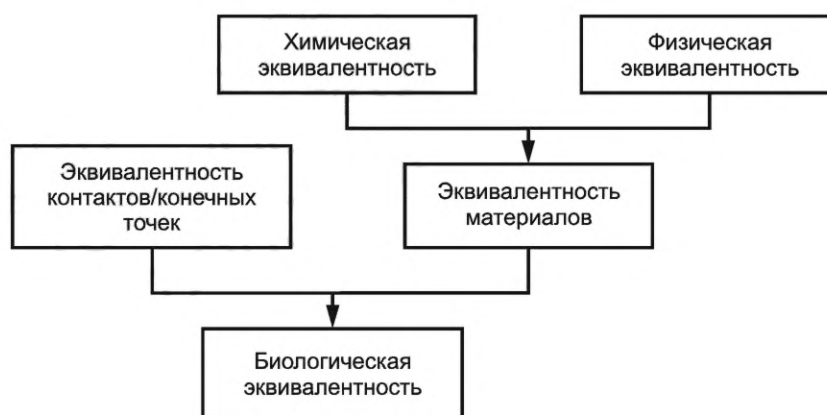 Химическая
эквивалентность
Физическая
эквивалентность
Эквивалентность
контактов/конечных
точек
Эквивалентность
материалов
Биологическая
эквивалентность